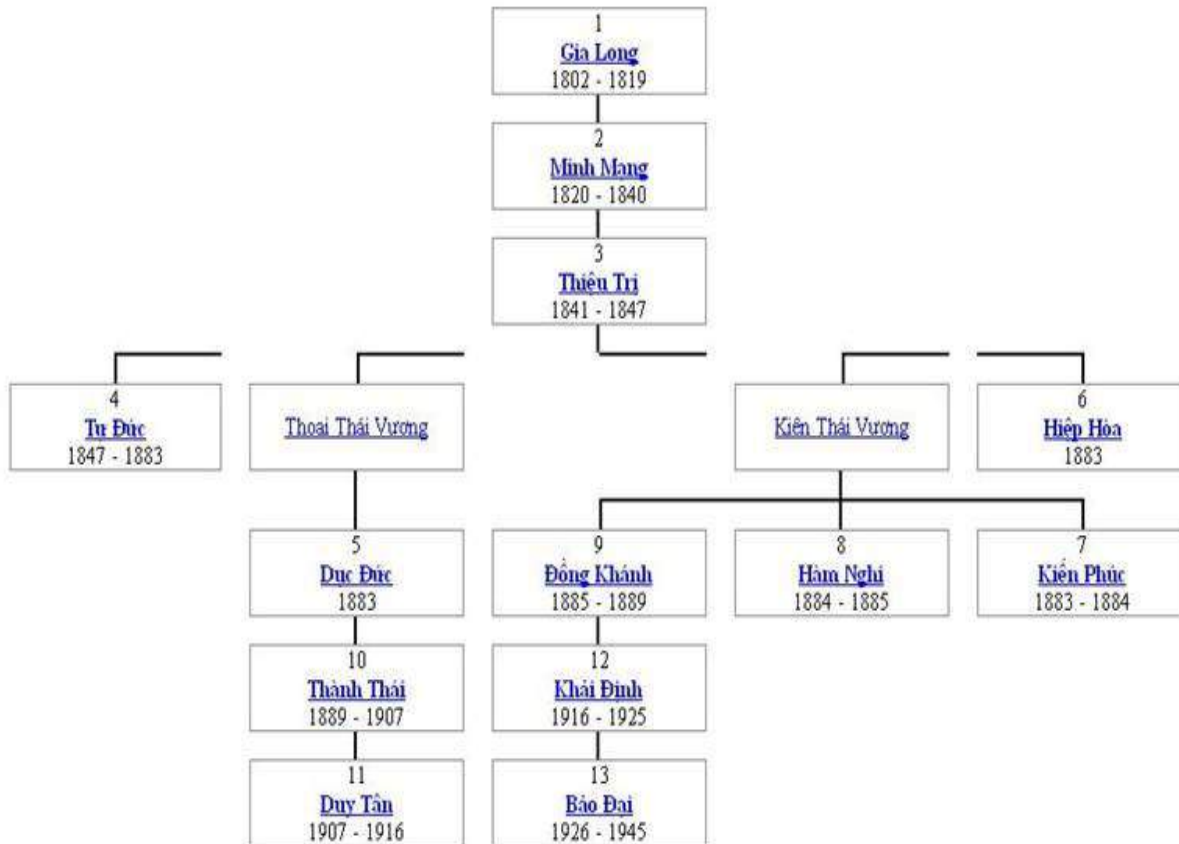 1
Gia Long
1802 - 1819
2
Minh Mạng
1820 - 1840
3
Thiệu Trị
1841 - 1847
4
Tự Đức
1847 - 1883
Thoại Thái Vương
Kiên Thái Vương
6
Hiệp Hòa
1883
5
Dục Đức
1883
9
Đồng Khánh
1885 - 1889
8
Hàm Nghi
1884 - 1885
7
Kiến Phúc
1883 - 1884
10
Thành Thái
1889 - 1907
12
Khải Định
1916 - 1925
11
Duy Tân
1907 - 1916
13
Bảo Đại
1926 - 1945